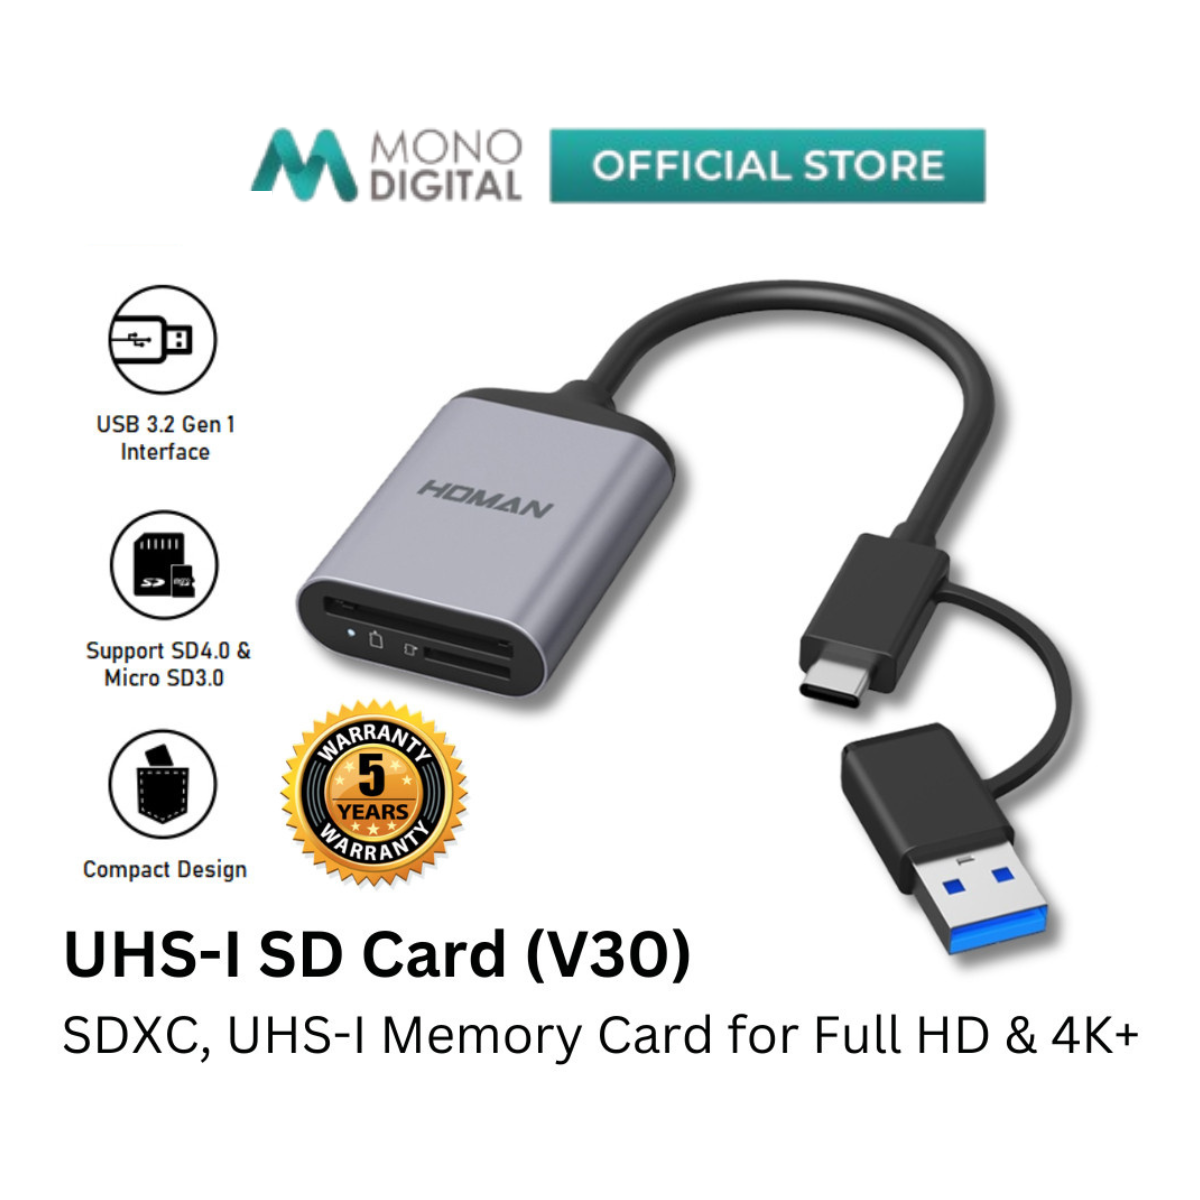 MONO
DIGITAL
OFFICIAL STORE
USB 3.2 Gen 1
Interface
HOMAN
Support SD4.0 &
Micro SD3.0
WARRANTY
5
YEARS
WARRANTY
Compact Design
UHS-I SD Card (V30)
SDXC, UHS-I Memory Card for Full HD & 4K+